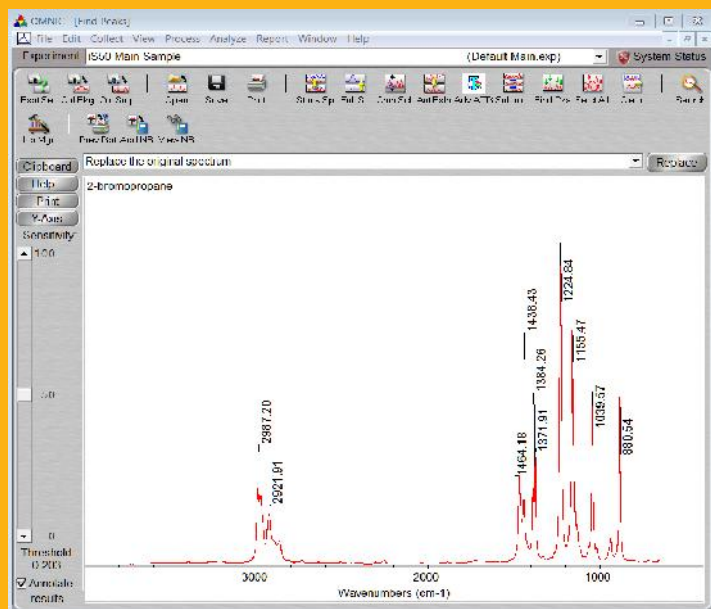 OMNIC - [Find Peaks]
File Edit Collect View Process Analyze Report Window Help
Experiment iS50 Main Sample (Default Main.exp) System Status
Open Save Print
Clipboard Replace the original spectrum Replace
Help
Print
Y-Axis
Sensitivity:
100
50
0
Threshold
0.203
Annotate
results
2-bromopropane
2987.20
2921.91
1464.18
1438.43
1384.26
1371.91
1224.84
1155.47
1039.57
880.54
3000 2000 1000
Wavenumbers (cm-1)